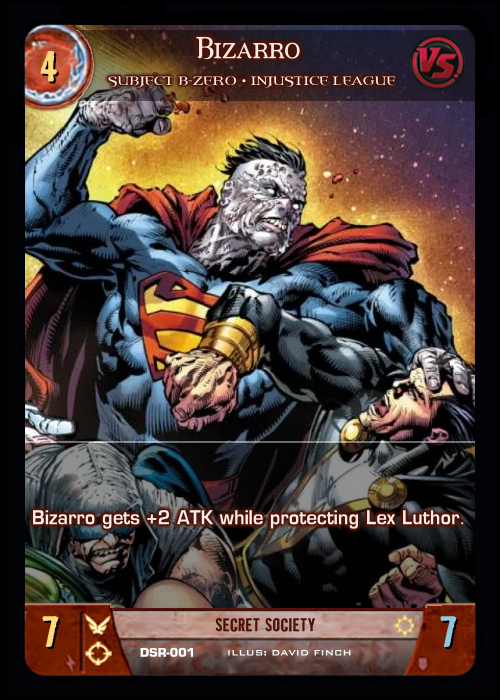 4
Bizarro
VS
Subject B-Zero • Injustice League
Bizarro gets +2 ATK while protecting Lex Luthor.
7
SECRET SOCIETY
7
DSR-001 ILLUS: DAVID FINCH